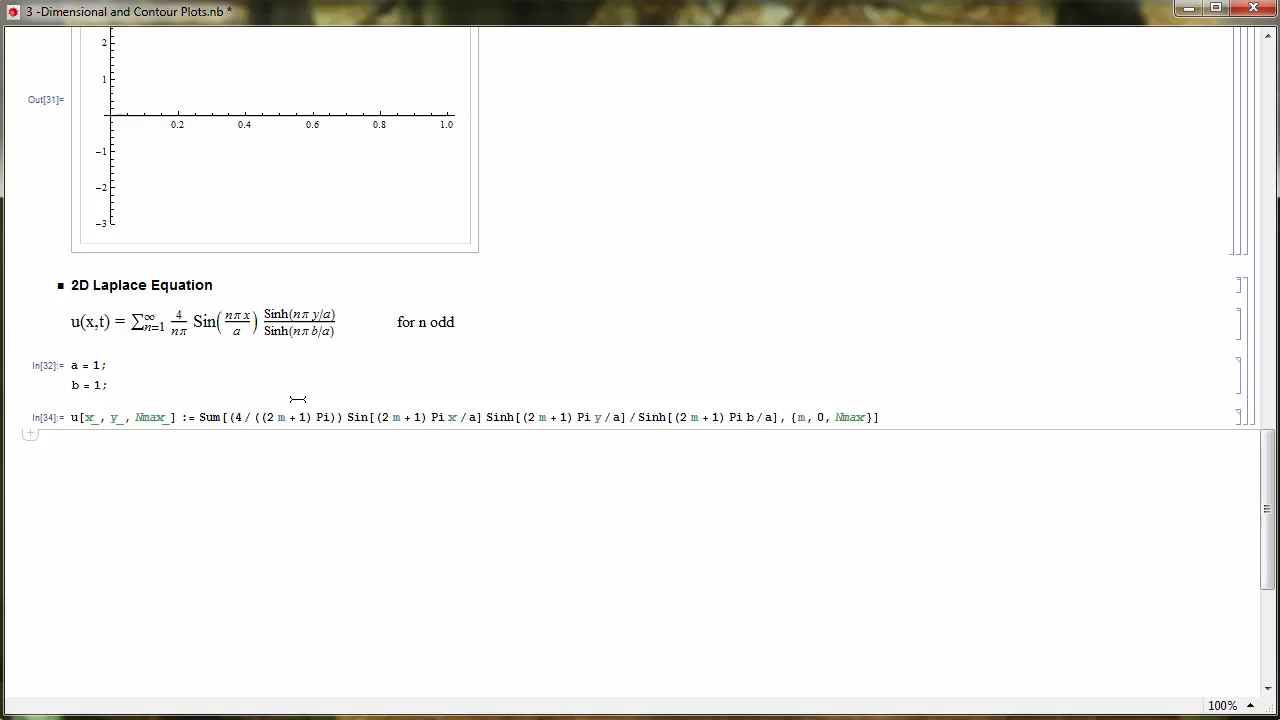 3 -Dimensional and Contour Plots.nb *
2
1
Out[31]=
0.2 0.4 0.6 0.8 1.0
-1
-2
-3
2D Laplace Equation
u(x,t) = ∑_{n=1}^{∞} 4/(nπ) Sin(nπ x/a) Sinh(nπ y/a)/Sinh(nπ b/a) for n odd
In[32]:= a = 1;
b = 1;
In[34]:= u[x_, y_, Nmax_] := Sum[(4 / ((2 m + 1) Pi)) Sin[(2 m + 1) Pi x / a] Sinh[(2 m + 1) Pi y / a] / Sinh[(2 m + 1) Pi b / a], {m, 0, Nmax}]
100%